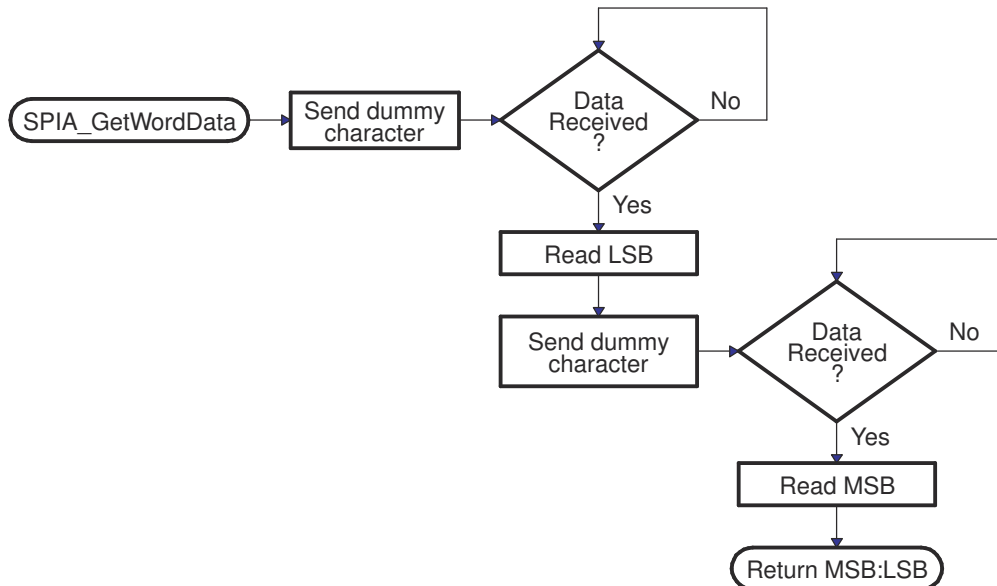 SPIA_GetWordData
Send dummy
character
Data
Received
?
No
Yes
Read LSB
Send dummy
character
Data
Received
?
No
Yes
Read MSB
Return MSB:LSB